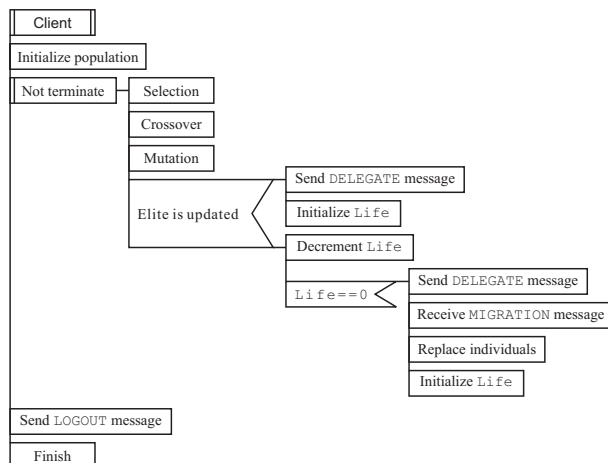 Client
Initialize population
Not terminate
Selection
Crossover
Mutation
Elite is updated
Send DELEGATE message
Initialize Life
Decrement Life
Life==0
Send DELEGATE message
Receive MIGRATION message
Replace individuals
Initialize Life
Send LOGOUT message
Finish